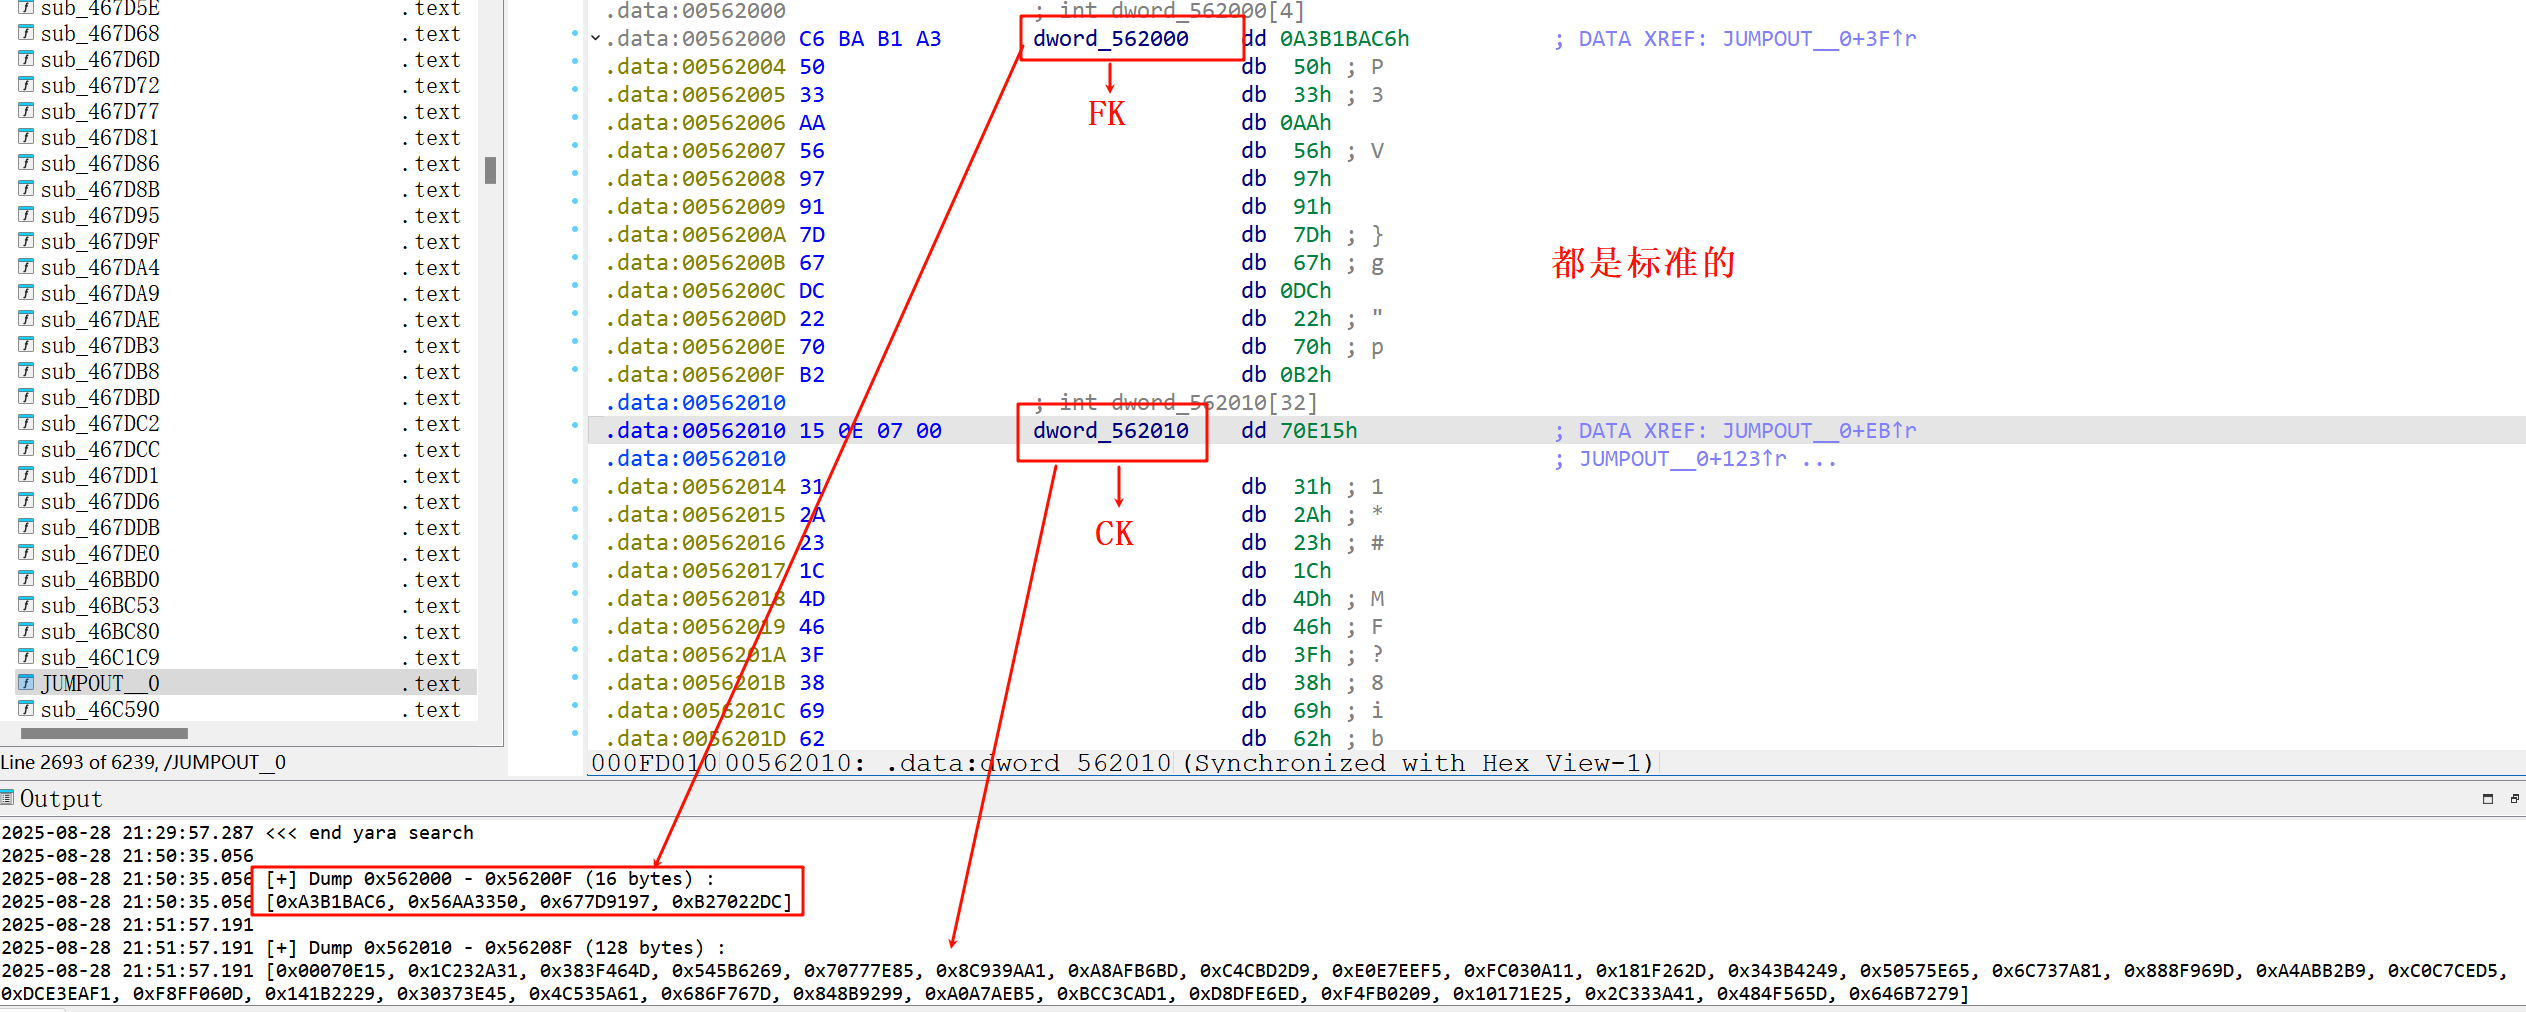 sub_467D5E .text
sub_467D68 .text
sub_467D6D .text
sub_467D72 .text
sub_467D77 .text
sub_467D81 .text
sub_467D86 .text
sub_467D8B .text
sub_467D95 .text
sub_467D9F .text
sub_467DA4 .text
sub_467DA9 .text
sub_467DAE .text
sub_467DB3 .text
sub_467DB8 .text
sub_467DBD .text
sub_467DC2 .text
sub_467DCC .text
sub_467DD1 .text
sub_467DD6 .text
sub_467DDB .text
sub_467DE0 .text
sub_46BBD0 .text
sub_46BC53 .text
sub_46BC80 .text
sub_46C1C9 .text
JUMPOUT__0 .text
sub_46C590 .text
Line 2693 of 6239, /JUMPOUT__0
.data:00562000 ; int dword_562000[4]
.data:00562000 C6 BA B1 A3 dword_562000 dd 0A3B1BAC6h ; DATA XREF: JUMPOUT__0+3F↑r
.data:00562004 50 db 50h ; P
.data:00562005 33 db 33h ; 3
.data:00562006 AA db 0AAh
.data:00562007 56 db 56h ; V
.data:00562008 97 db 97h
.data:00562009 91 db 91h
.data:0056200A 7D db 7Dh ; }
.data:0056200B 67 db 67h ; g
.data:0056200C DC db 0DCh
.data:0056200D 22 db 22h ; "
.data:0056200E 70 db 70h ; p
.data:0056200F B2 db 0B2h
.data:00562010 ; int dword_562010[32]
.data:00562010 15 0E 07 00 dword_562010 dd 70E15h ; DATA XREF: JUMPOUT__0+EB↑r
.data:00562010 ; JUMPOUT__0+123↑r ...
.data:00562014 31 db 31h ; 1
.data:00562015 2A db 2Ah ; *
.data:00562016 23 db 23h ; #
.data:00562017 1C db 1Ch
.data:00562018 4D db 4Dh ; M
.data:00562019 46 db 46h ; F
.data:0056201A 3F db 3Fh ; ?
.data:0056201B 38 db 38h ; 8
.data:0056201C 69 db 69h ; i
.data:0056201D 62 db 62h ; b
FK
CK
都是标准的
000FD010 00562010: .data:dword_562010 (Synchronized with Hex View-1)
Output
2025-08-28 21:29:57.287 <<< end yara search
2025-08-28 21:50:35.056
2025-08-28 21:50:35.056 [+] Dump 0x562000 - 0x56200F (16 bytes) :
2025-08-28 21:50:35.056 [0xA3B1BAC6, 0x56AA3350, 0x677D9197, 0xB27022DC]
2025-08-28 21:51:57.191
2025-08-28 21:51:57.191 [+] Dump 0x562010 - 0x56208F (128 bytes) :
2025-08-28 21:51:57.191 [0x00070E15, 0x1C232A31, 0x383F464D, 0x545B6269, 0x70777E85, 0x8C939AA1, 0xA8AFB6BD, 0xC4CBD2D9, 0xE0E7EEF5, 0xFC030A11, 0x181F262D, 0x343B4249, 0x50575E65, 0x6C737A81, 0x888F969D, 0xA4ABB2B9, 0xC0C7CED5,
0xDCE3EAF1, 0xF8FF060D, 0x141B2229, 0x30373E45, 0x4C535A61, 0x686F767D, 0x848B9299, 0xA0A7AEB5, 0xBCC3CAD1, 0xD8DFE6ED, 0xF4FB0209, 0x10171E25, 0x2C333A41, 0x484F565D, 0x646B7279]